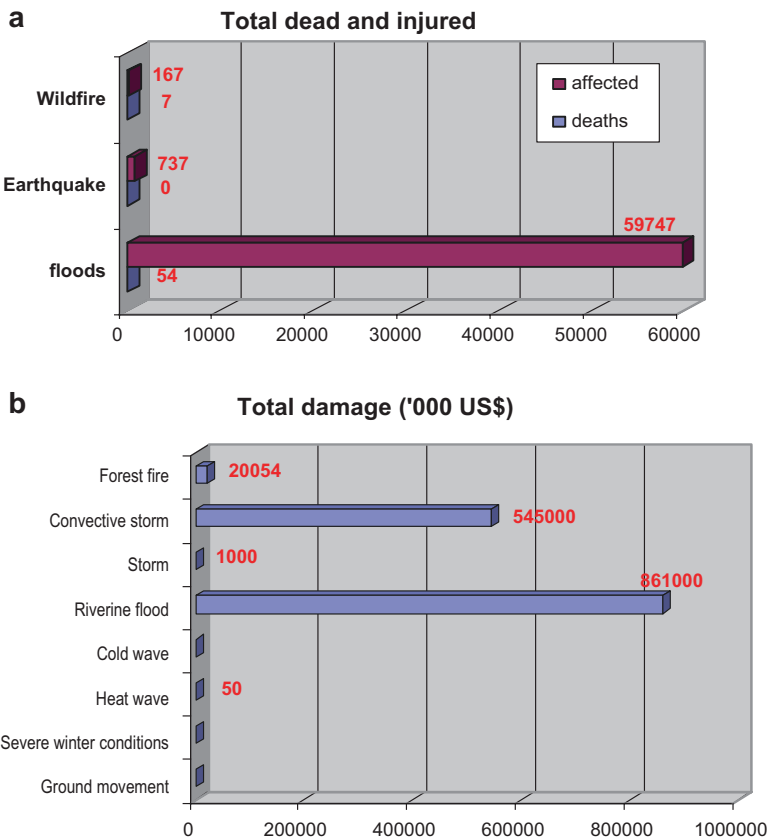 a
Total dead and injured
Wildfire
167
7
affected
deaths
Earthquake
737
0
59747
floods
54
0 10000 20000 30000 40000 50000 60000
b
Total damage ('000 US$)
Forest fire
20054
Convective storm
545000
Storm
1000
861000
Riverine flood
Cold wave
Heat wave
50
Severe winter conditions
Ground movement
0 200000 400000 600000 800000 1000000